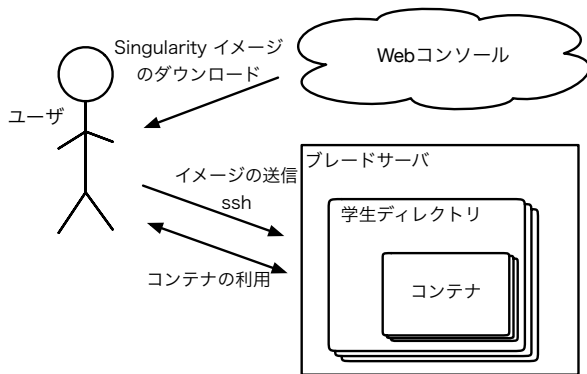 Singularity イメージ
のダウンロード
Webコンソール
ユーザ
イメージの送信
ssh
コンテナの利用
ブレードサーバ
学生ディレクトリ
コンテナ